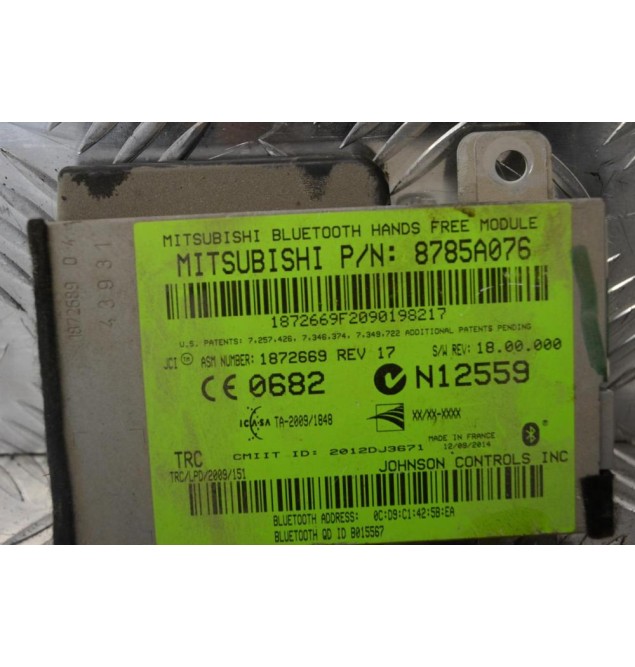 MITSUBISHI BLUETOOTH HANDS FREE MODULE
MITSUBISHI P/N: 8785A076
1872669F2090198217
U.S. PATENTS: 7,257,426, 7,346,374, 7,349,722 ADDITIONAL PATENTS PENDING
JCI TM ASM NUMBER: 1872669 REV 17 S/W REV: 18.00.000
CE 0682 N12559
ICASA TA-2009/1848 XX/XX-XXXX
MADE IN FRANCE
12/09/2014
TRC CMIIT ID: 2012DJ3671
TRC/LPD/2009/151 JOHNSON CONTROLS INC
BLUETOOTH ADDRESS: 0C:D9:C1:42:5B:EA
BLUETOOTH QD ID B015567
1872589 D 4
43931